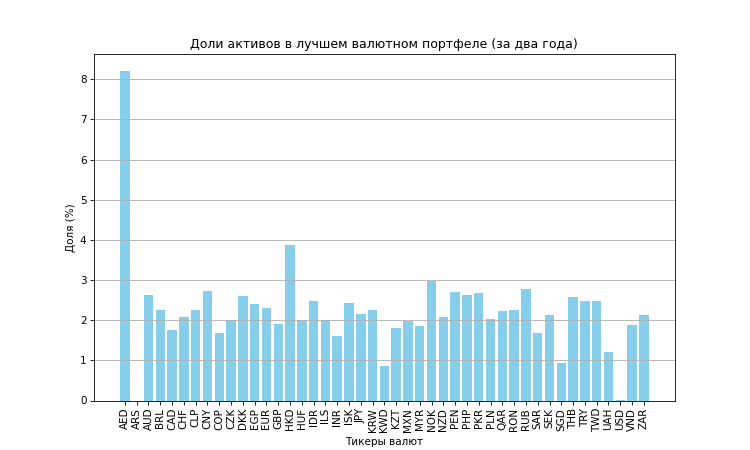 Доли активов в лучшем валютном портфеле (за два года)
Доля (%)
8
7
6
5
4
3
2
1
0
AED
ARS
AUD
BRL
CAD
CHF
CLP
CNY
COP
CZK
DKK
EGP
EUR
GBP
HKD
HUF
IDR
ILS
INR
ISK
JPY
KRW
KWD
KZT
MXN
MYR
NOK
NZD
PEN
PHP
PKR
PLN
QAR
RON
RUB
SAR
SEK
SGD
THB
TRY
TWD
UAH
USD
VND
ZAR
Тикеры валют